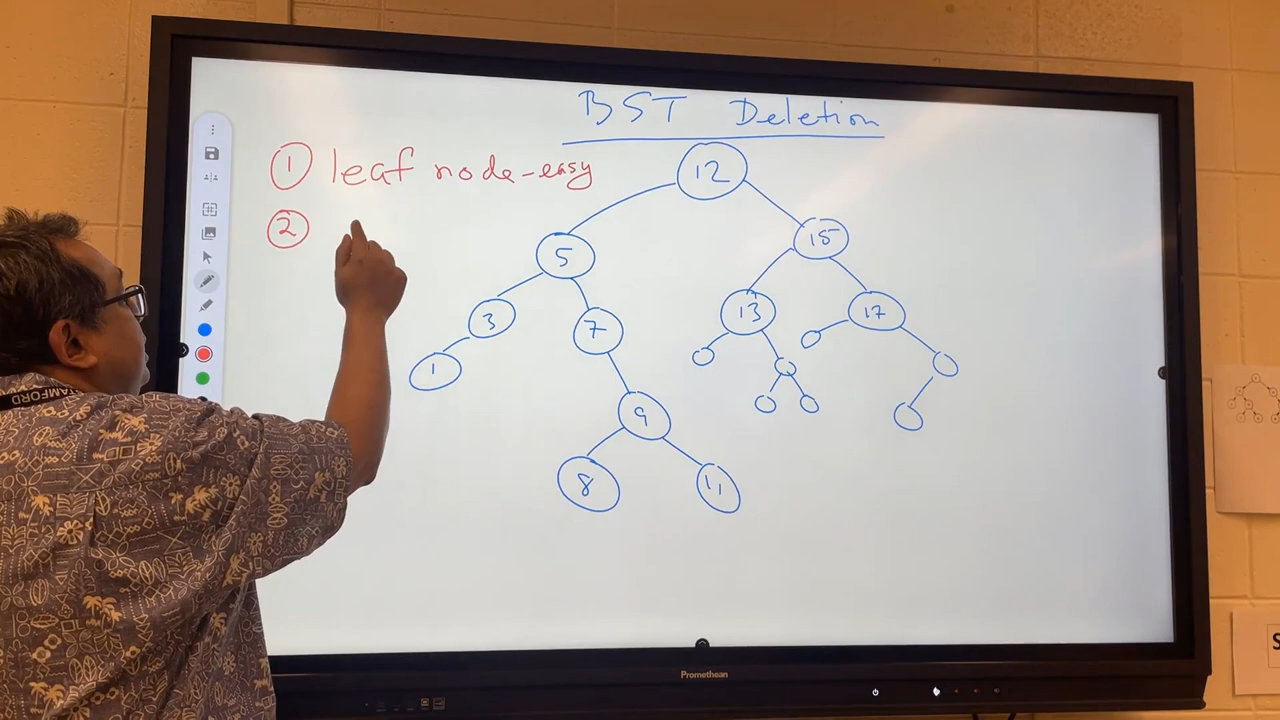 BST Deletion
① leaf node-easy
②
12
5
15
3
7
13
17
1
9
8
11
STAMFORD
Promethean
S